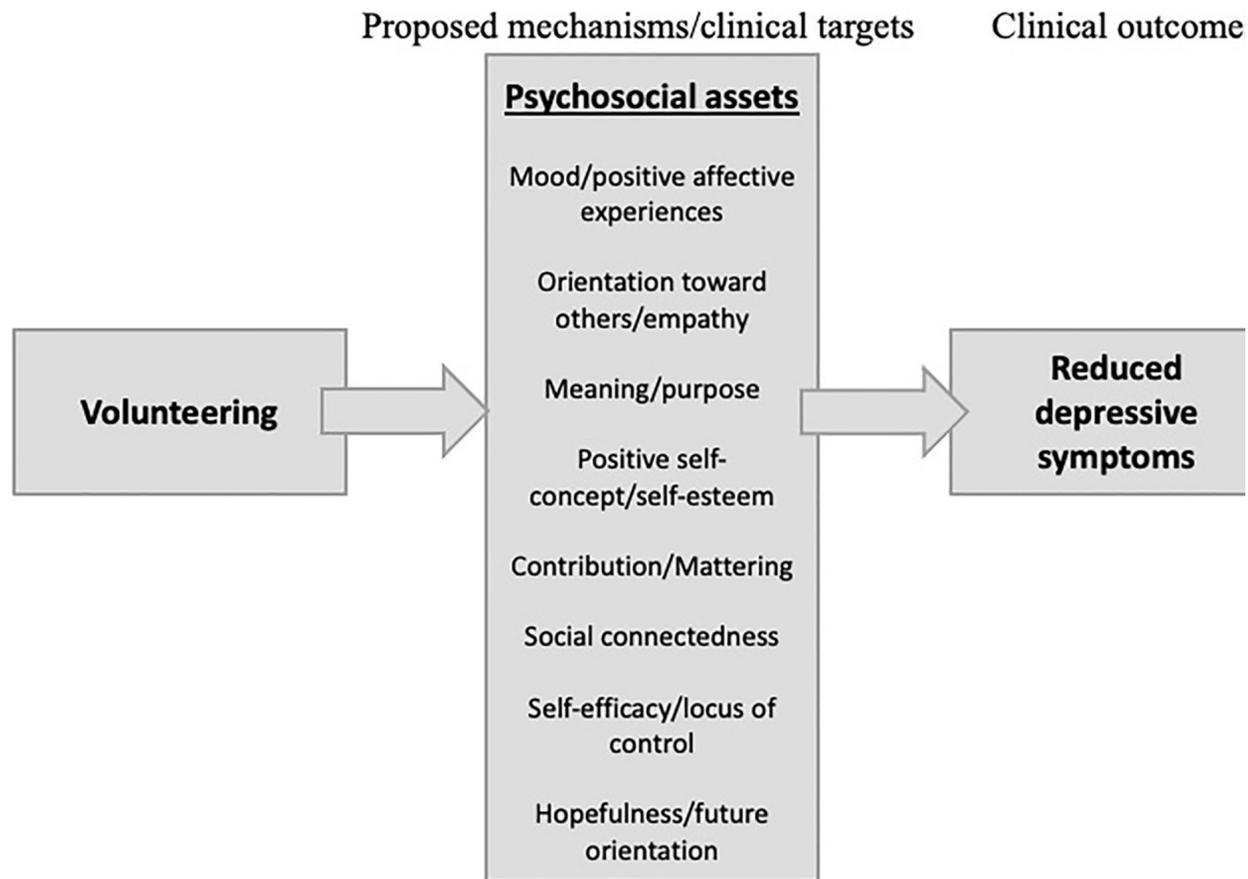 Proposed mechanisms/clinical targets
Clinical outcome
Psychosocial assets
Mood/positive affective
experiences
Orientation toward
others/empathy
Meaning/purpose
Positive self-
concept/self-esteem
Contribution/Mattering
Social connectedness
Self-efficacy/locus of
control
Hopefulness/future
orientation
Volunteering
Reduced
depressive
symptoms